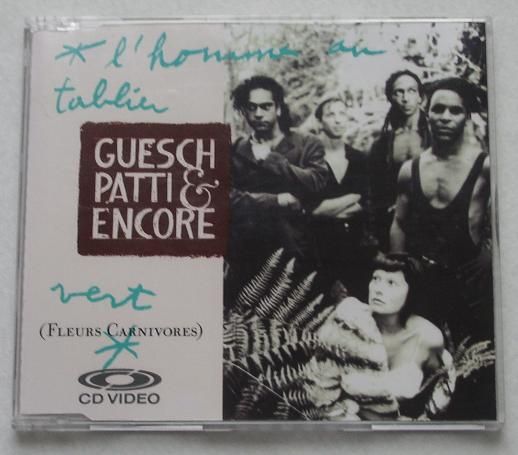 * l'homme au
tablier
GUESCH
PATTI &
ENCORE
vert
(FLEURS CARNIVORES)
*
CD VIDEO